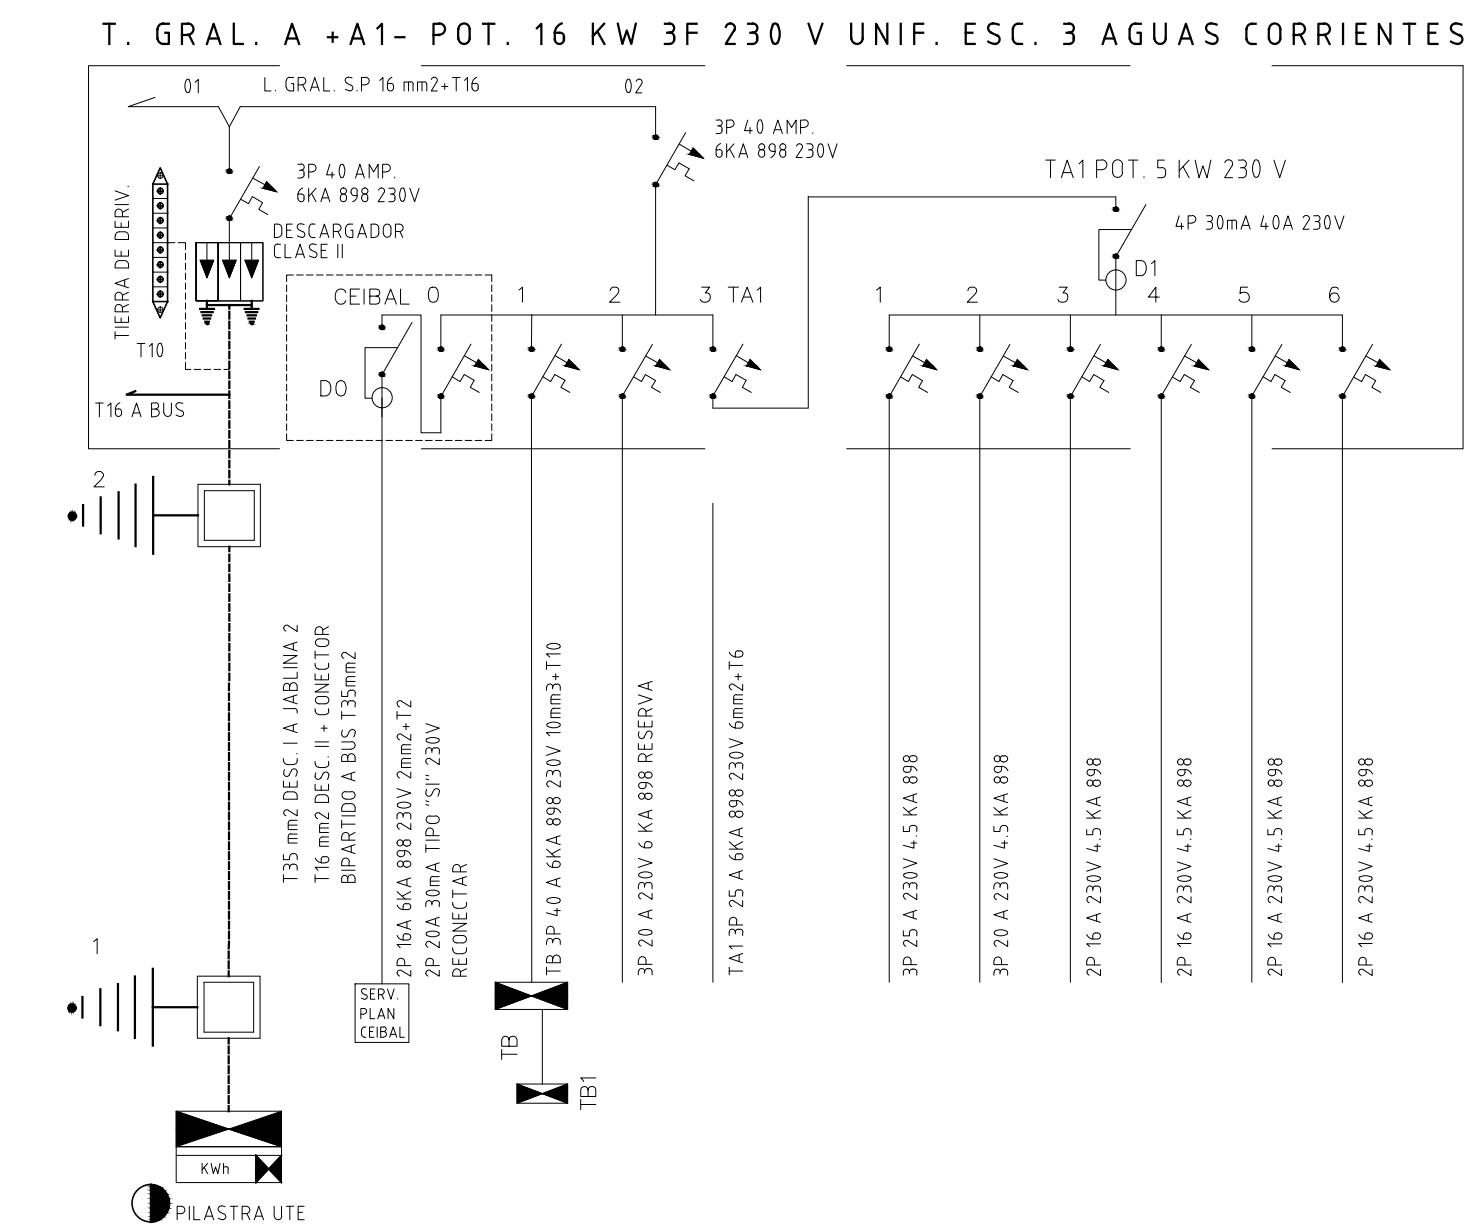 T. GRAL. A +A1- POT. 16 KW 3F 230 V UNIF. ESC. 3 AGUAS CORRIENTES
01
L. GRAL. S.P 16 mm2+T16
02
3P 40 AMP.
6KA 898 230V
3P 40 AMP.
6KA 898 230V
TA1 POT. 5 KW 230 V
4P 30mA 40A 230V
D1
TIERRA DE DERIV.
DESCARGADOR
CLASE II
T10
T16 A BUS
CEIBAL
0
1
2
3
TA1
D0
1
2
3
4
5
6
2
T35 mm2 DESC. I A JABLINA 2
T16 mm2 DESC. II + CONECTOR
BIPARTIDO A BUS T35mm2
2P 16A 6KA 898 230V 2mm2+T2
2P 20A 30mA TIPO "SI" 230V
RECONECTAR
TB 3P 40 A 6KA 898 230V 10mm3+T10
3P 20 A 230V 6 KA 898 RESERVA
TA1 3P 25 A 6KA 898 230V 6mm2+T6
3P 25 A 230V 4.5 KA 898
3P 20 A 230V 4.5 KA 898
2P 16 A 230V 4.5 KA 898
2P 16 A 230V 4.5 KA 898
2P 16 A 230V 4.5 KA 898
2P 16 A 230V 4.5 KA 898
1
SERV.
PLAN
CEIBAL
TB
TB1
KWh
PILASTRA UTE